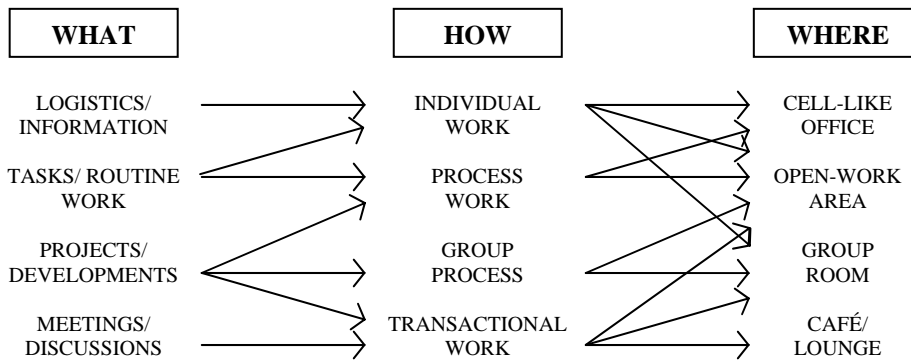 WHAT HOW WHERE
LOGISTICS/ INDIVIDUAL CELL-LIKE
INFORMATION WORK OFFICE
TASKS/ ROUTINE PROCESS OPEN-WORK
WORK WORK AREA
PROJECTS/ GROUP GROUP
DEVELOPMENTS PROCESS ROOM
MEETINGS/ TRANSACTIONAL CAFÉ/
DISCUSSIONS WORK LOUNGE